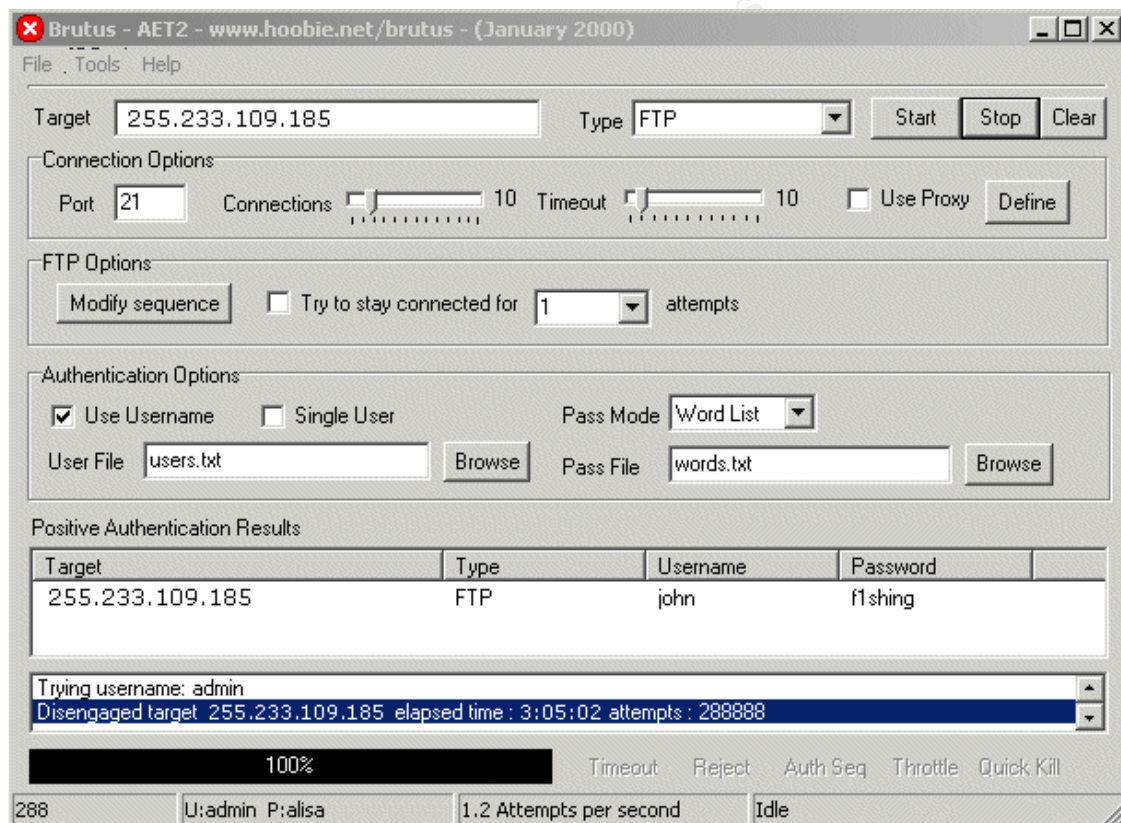 Brutus - AET2 - www.hoobie.net/brutus - (January 2000)
File Tools Help
Target 255.233.109.185 Type FTP Start Stop Clear
Connection Options
Port 21 Connections 10 Timeout 10 Use Proxy Define
FTP Options
Modify sequence Try to stay connected for 1 attempts
Authentication Options
Use Username Single User Pass Mode Word List
User File users.txt Browse Pass File words.txt Browse
Positive Authentication Results
Target Type Username Password
255.233.109.185 FTP john f1shing
Trying username: admin
Disengaged target 255.233.109.185 elapsed time : 3:05:02 attempts : 288888
100% Timeout Reject Auth Seq Throttle Quick Kill
288 U:admin P:alisa 1.2 Attempts per second Idle